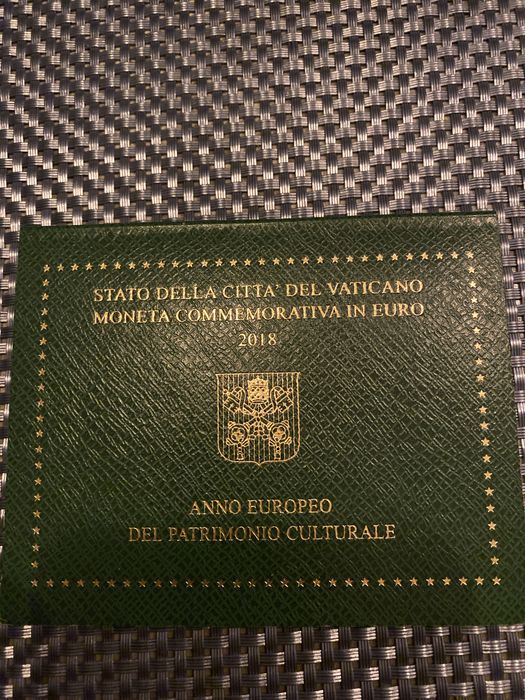 STATO DELLA CITTA' DEL VATICANO
MONETA COMMEMORATIVA IN EURO
2018
ANNO EUROPEO
DEL PATRIMONIO CULTURALE